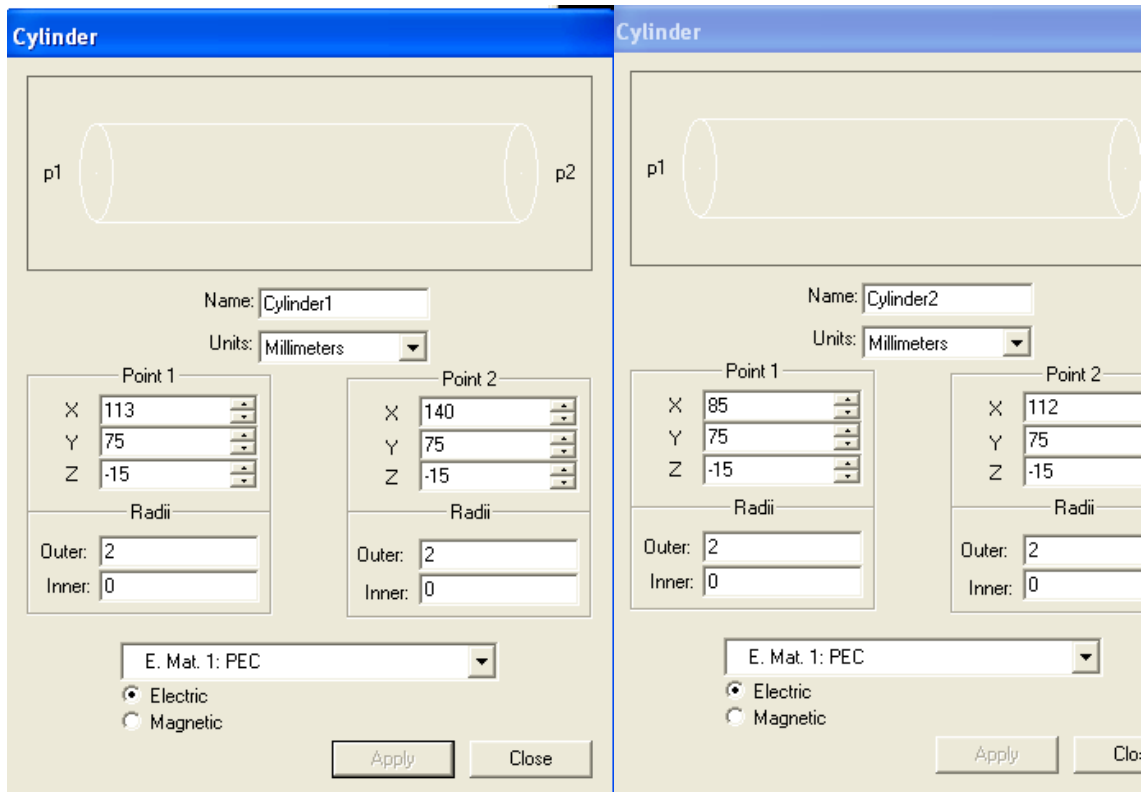 Cylinder
p1 p2
Name: Cylinder1
Units: Millimeters
Point 1 Point 2
X 113 X 140
Y 75 Y 75
Z -15 Z -15
Radii Radii
Outer: 2 Outer: 2
Inner: 0 Inner: 0
E. Mat. 1: PEC
Electric
Magnetic
Apply Close
Cylinder
p1
Name: Cylinder2
Units: Millimeters
Point 1 Point 2
X 85 X 112
Y 75 Y 75
Z -15 Z -15
Radii Radii
Outer: 2 Outer: 2
Inner: 0 Inner: 0
E. Mat. 1: PEC
Electric
Magnetic
Apply Clo